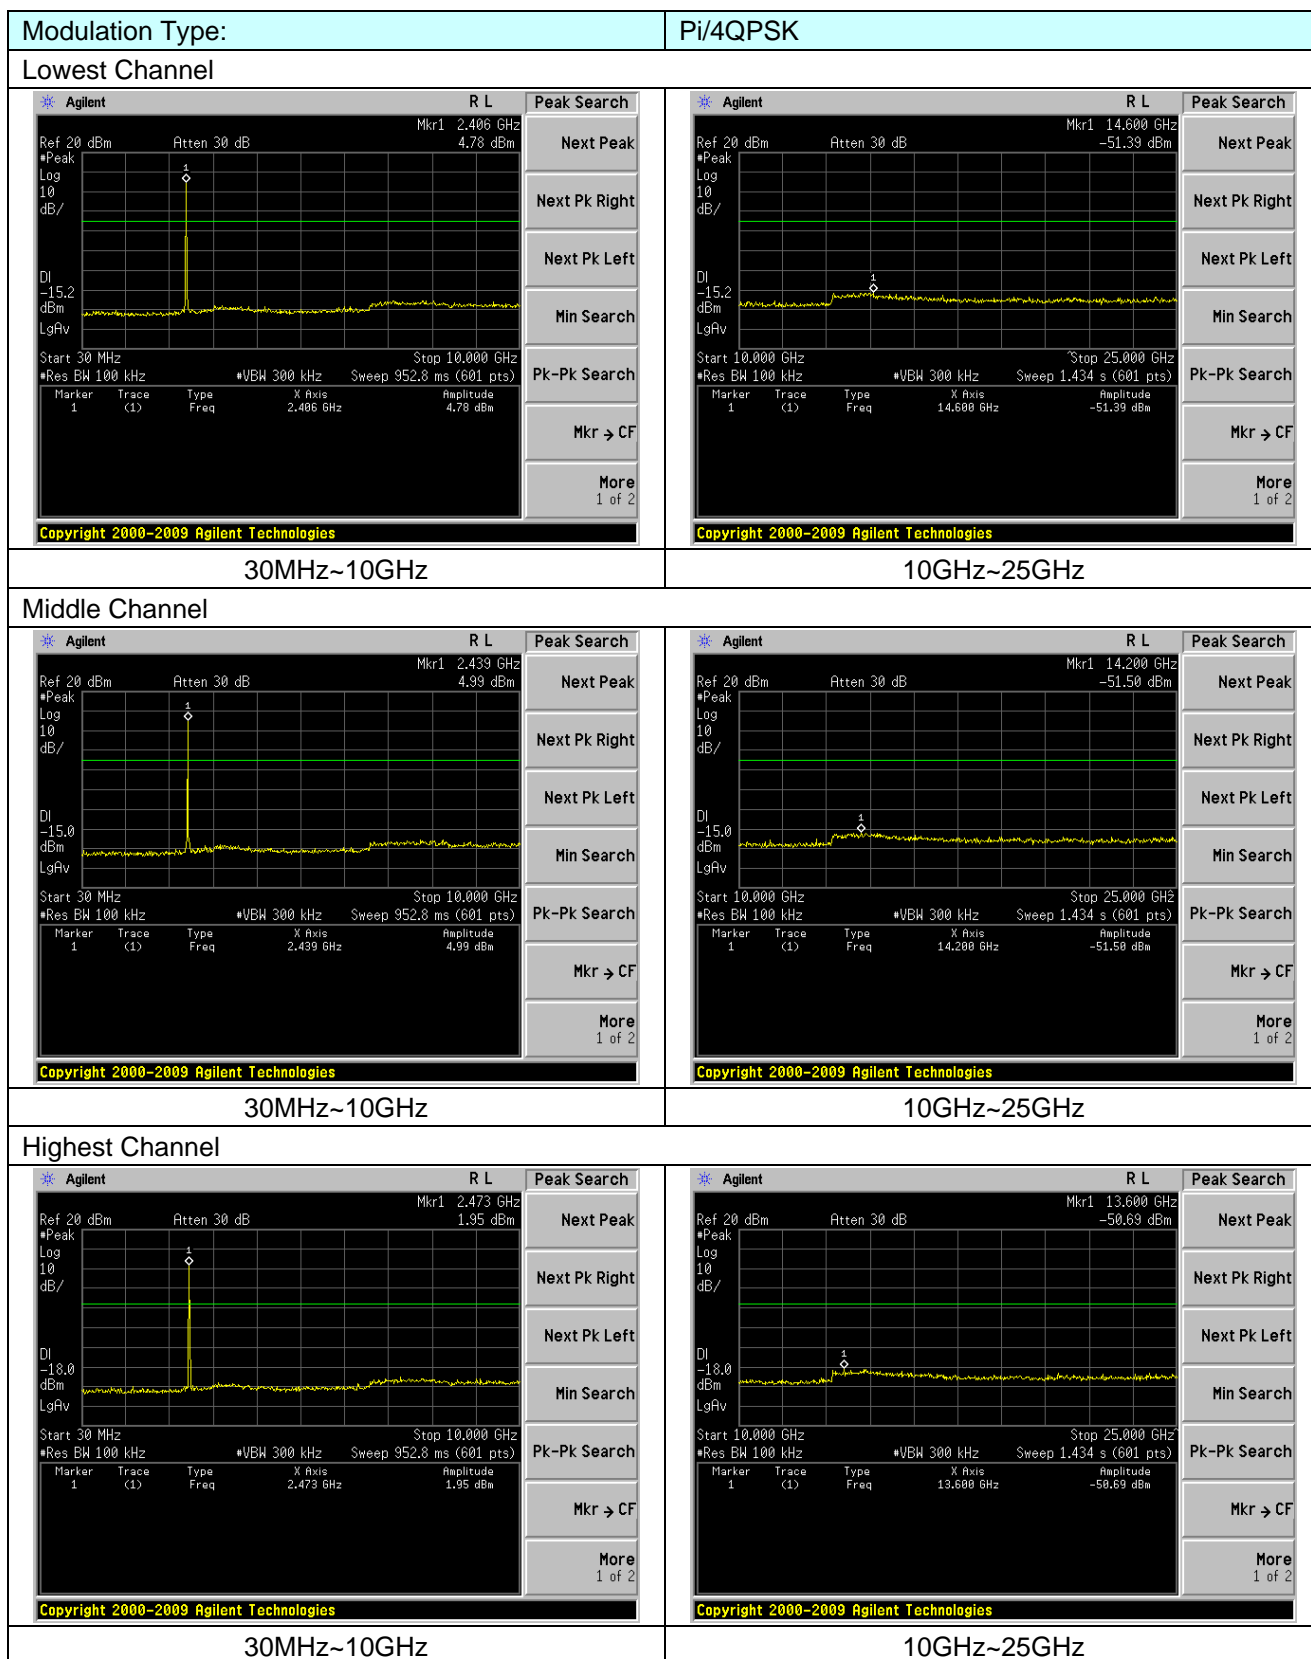 Modulation Type: Pi/4QPSK
Lowest Channel
Agilent R L Peak Search
Mkr1 2.406 GHz
Ref 20 dBm Atten 30 dB 4.78 dBm
#Peak
Log
10
dB/
1
DI
-15.2
dBm
LgAv
Start 30 MHz Stop 10.000 GHz
#Res BW 100 kHz #VBW 300 kHz Sweep 952.8 ms (601 pts)
Marker Trace Type X Axis Amplitude
1 (1) Freq 2.406 GHz 4.78 dBm
Copyright 2000-2009 Agilent Technologies
Next Peak
Next Pk Right
Next Pk Left
Min Search
Pk-Pk Search
Mkr → CF
More
1 of 2
30MHz~10GHz
Agilent R L Peak Search
Mkr1 14.600 GHz
Ref 20 dBm Atten 30 dB -51.39 dBm
#Peak
Log
10
dB/
1
DI
-15.2
dBm
LgAv
Start 10.000 GHz Stop 25.000 GHz
#Res BW 100 kHz #VBW 300 kHz Sweep 1.434 s (601 pts)
Marker Trace Type X Axis Amplitude
1 (1) Freq 14.600 GHz -51.39 dBm
Copyright 2000-2009 Agilent Technologies
Next Peak
Next Pk Right
Next Pk Left
Min Search
Pk-Pk Search
Mkr → CF
More
1 of 2
10GHz~25GHz
Middle Channel
Agilent R L Peak Search
Mkr1 2.439 GHz
Ref 20 dBm Atten 30 dB 4.99 dBm
#Peak
Log
10
dB/
1
DI
-15.0
dBm
LgAv
Start 30 MHz Stop 10.000 GHz
#Res BW 100 kHz #VBW 300 kHz Sweep 952.8 ms (601 pts)
Marker Trace Type X Axis Amplitude
1 (1) Freq 2.439 GHz 4.99 dBm
Copyright 2000-2009 Agilent Technologies
Next Peak
Next Pk Right
Next Pk Left
Min Search
Pk-Pk Search
Mkr → CF
More
1 of 2
30MHz~10GHz
Agilent R L Peak Search
Mkr1 14.200 GHz
Ref 20 dBm Atten 30 dB -51.50 dBm
#Peak
Log
10
dB/
1
DI
-15.0
dBm
LgAv
Start 10.000 GHz Stop 25.000 GHz
#Res BW 100 kHz #VBW 300 kHz Sweep 1.434 s (601 pts)
Marker Trace Type X Axis Amplitude
1 (1) Freq 14.200 GHz -51.50 dBm
Copyright 2000-2009 Agilent Technologies
Next Peak
Next Pk Right
Next Pk Left
Min Search
Pk-Pk Search
Mkr → CF
More
1 of 2
10GHz~25GHz
Highest Channel
Agilent R L Peak Search
Mkr1 2.473 GHz
Ref 20 dBm Atten 30 dB 1.95 dBm
#Peak
Log
10
dB/
1
DI
-18.0
dBm
LgAv
Start 30 MHz Stop 10.000 GHz
#Res BW 100 kHz #VBW 300 kHz Sweep 952.8 ms (601 pts)
Marker Trace Type X Axis Amplitude
1 (1) Freq 2.473 GHz 1.95 dBm
Copyright 2000-2009 Agilent Technologies
Next Peak
Next Pk Right
Next Pk Left
Min Search
Pk-Pk Search
Mkr → CF
More
1 of 2
30MHz~10GHz
Agilent R L Peak Search
Mkr1 13.600 GHz
Ref 20 dBm Atten 30 dB -50.69 dBm
#Peak
Log
10
dB/
1
DI
-18.0
dBm
LgAv
Start 10.000 GHz Stop 25.000 GHz
#Res BW 100 kHz #VBW 300 kHz Sweep 1.434 s (601 pts)
Marker Trace Type X Axis Amplitude
1 (1) Freq 13.600 GHz -50.69 dBm
Copyright 2000-2009 Agilent Technologies
Next Peak
Next Pk Right
Next Pk Left
Min Search
Pk-Pk Search
Mkr → CF
More
1 of 2
10GHz~25GHz